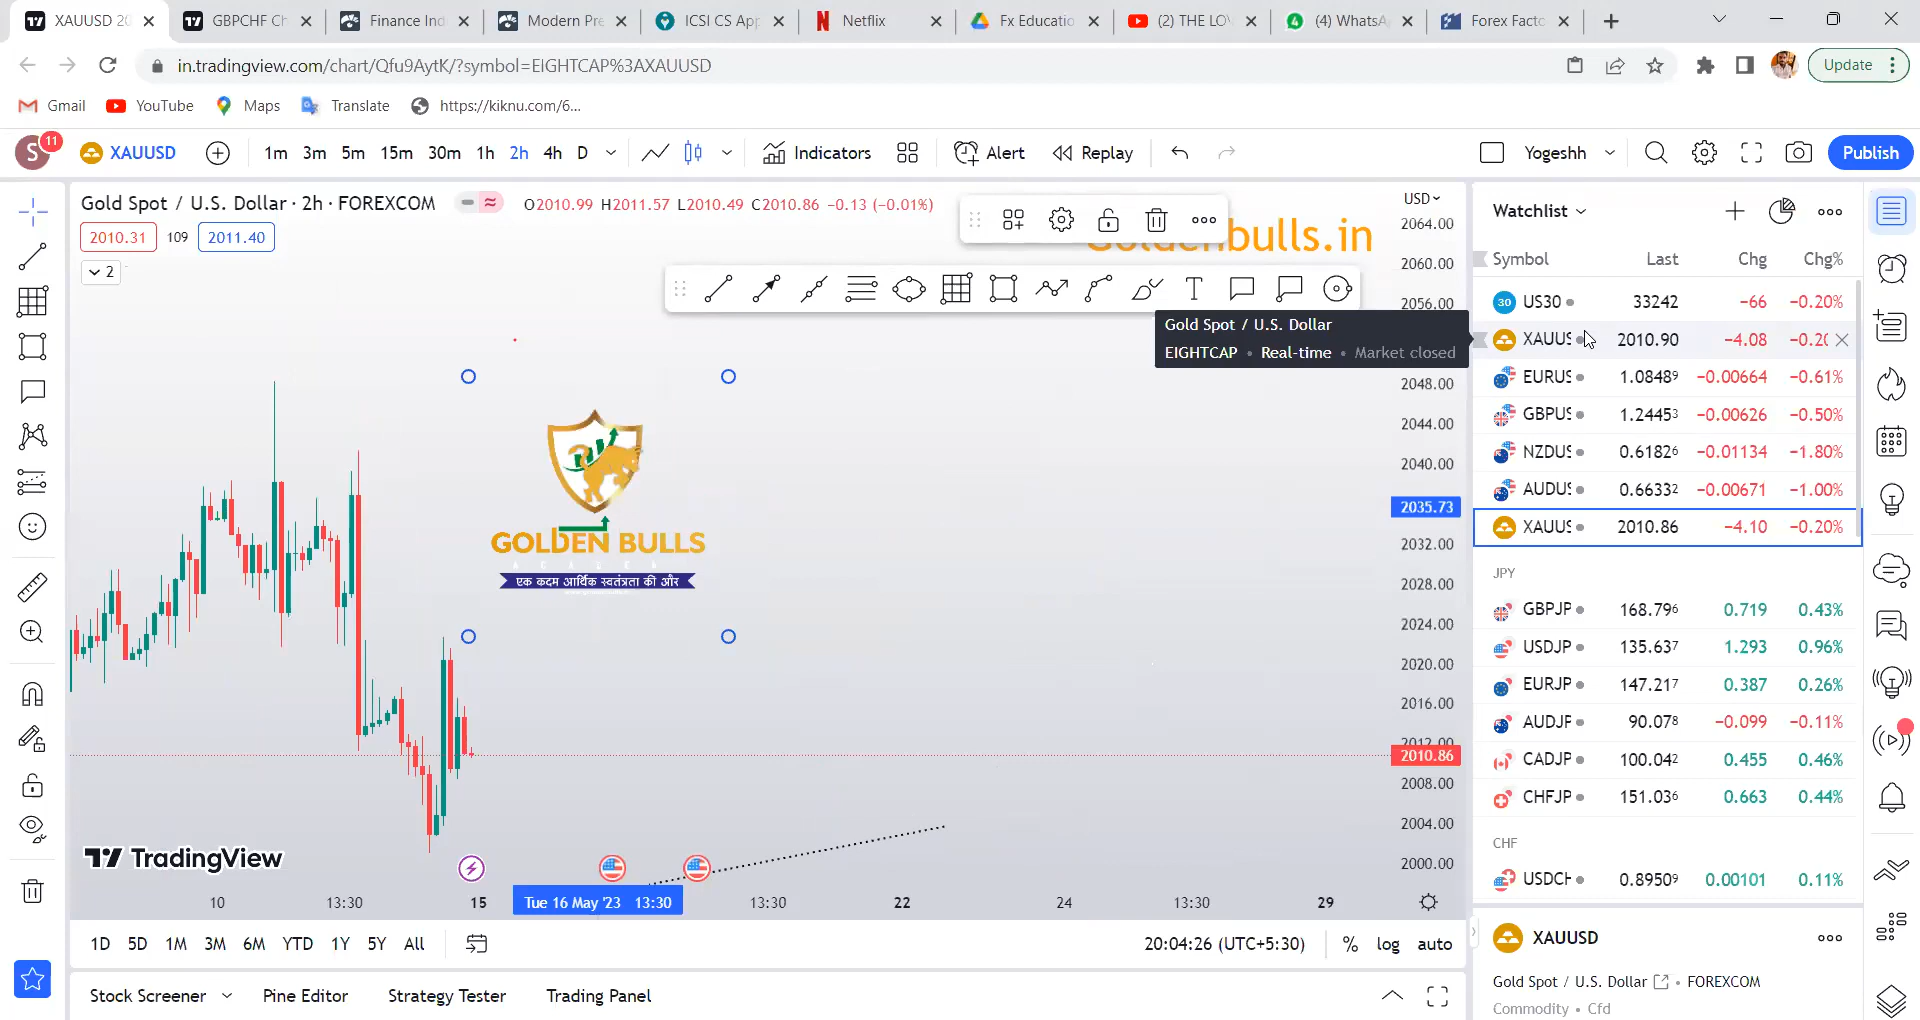 XAUUSD 20
GBPCHF Ch
Finance Ind
Modern Pre
ICSI CS App
Netflix
Fx Educatio
(2) THE LOV
(4) WhatsA
Forex Facto
in.tradingview.com/chart/Qfu9AytK/?symbol=EIGHTCAP%3AXAUUSD
Update
Gmail
YouTube
Maps
Translate
https://kiknu.com/6...
S
11
XAUUSD
1m 3m 5m 15m 30m 1h 2h 4h D
Indicators
Alert
Replay
Yogeshh
Publish
Gold Spot / U.S. Dollar · 2h · FOREXCOM
O2010.99 H2011.57 L2010.49 C2010.86 −0.13 (−0.01%)
2010.31
109
2011.40
2
bulls.in
Gold Spot / U.S. Dollar
EIGHTCAP • Real-time • Market closed
GOLDEN BULLS
एक कदम आर्थिक स्वतंत्रता की और
TradingView
USD
2064.00
2060.00
2056.00
2048.00
2044.00
2040.00
2035.73
2032.00
2028.00
2024.00
2020.00
2016.00
2012.00
2010.86
2008.00
2004.00
2000.00
10
13:30
15
Tue 16 May '23 13:30
13:30
22
24
13:30
29
1D 5D 1M 3M 6M YTD 1Y 5Y All
20:04:26 (UTC+5:30)
% log auto
Stock Screener
Pine Editor
Strategy Tester
Trading Panel
Watchlist
Symbol Last Chg Chg%
30 US30 33242 −66 −0.20%
XAUUS 2010.90 −4.08 −0.20
EURUS 1.08489 −0.00664 −0.61%
GBPUS 1.24453 −0.00626 −0.50%
NZDUS 0.61826 −0.01134 −1.80%
AUDUS 0.66332 −0.00671 −1.00%
XAUUS 2010.86 −4.10 −0.20%
JPY
GBPJP 168.796 0.719 0.43%
USDJP 135.637 1.293 0.96%
EURJP 147.217 0.387 0.26%
AUDJP 90.078 −0.099 −0.11%
CADJP 100.042 0.455 0.46%
CHFJP 151.036 0.663 0.44%
CHF
USDCH 0.89509 0.00101 0.11%
XAUUSD
Gold Spot / U.S. Dollar • FOREXCOM
Commodity • Cfd